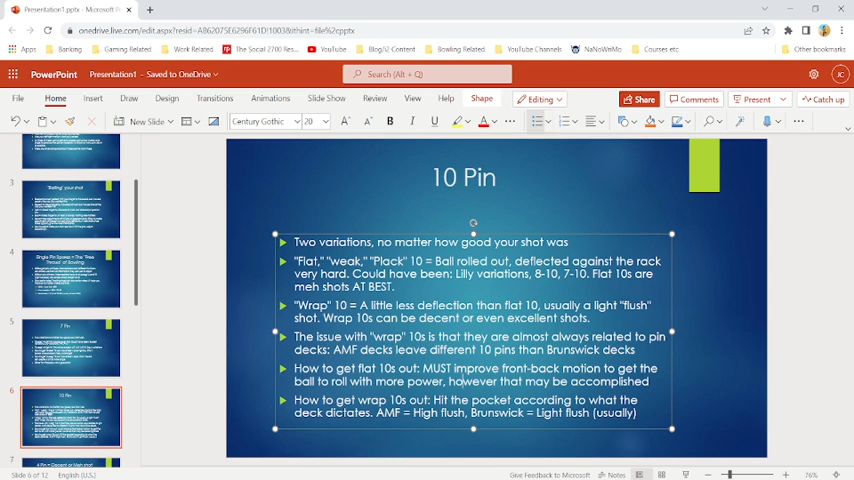 Presentation1.pptx - Microsoft Po
onedrive.live.com/edit.aspx?resid=AB62075E6296F61D!1003&ithint=file%2cpptx
Apps Banking Gaming Related Work Related The Social 2700 Res... YouTube Blog/i2 Content Bowling Related YouTube Channels NaNoWriMo Courses etc Other bookmarks
PowerPoint Presentation1 - Saved to OneDrive Search (Alt + Q) JC
File Home Insert Draw Design Transitions Animations Slide Show Review View Help Shape Editing Share Comments Present Catch up
New Slide Century Gothic 20 B I U A
10 Pin
Two variations, no matter how good your shot was
"Flat," "weak," "Plack" 10 = Ball rolled out, deflected against the rack
very hard. Could have been: Lilly variations, 8-10, 7-10. Flat 10s are
meh shots AT BEST.
"Wrap" 10 = A little less deflection than flat 10, usually a light "flush"
shot. Wrap 10s can be decent or even excellent shots.
The issue with "wrap" 10s is that they are almost always related to pin
decks; AMF decks leave different 10 pins than Brunswick decks
How to get flat 10s out: MUST improve front-back motion to get the
ball to roll with more power, however that may be accomplished
How to get wrap 10s out: Hit the pocket according to what the
deck dictates. AMF = High flush, Brunswick = Light flush (usually)
3
"Reading" your shot
4
Single Pin Spares = The "Free
Throw" of Bowling
5
7 Pin
6
10 Pin
7
4 Pin = Decent or Meh shot
Slide 6 of 12 English (U.S.) Give Feedback to Microsoft Notes 76%